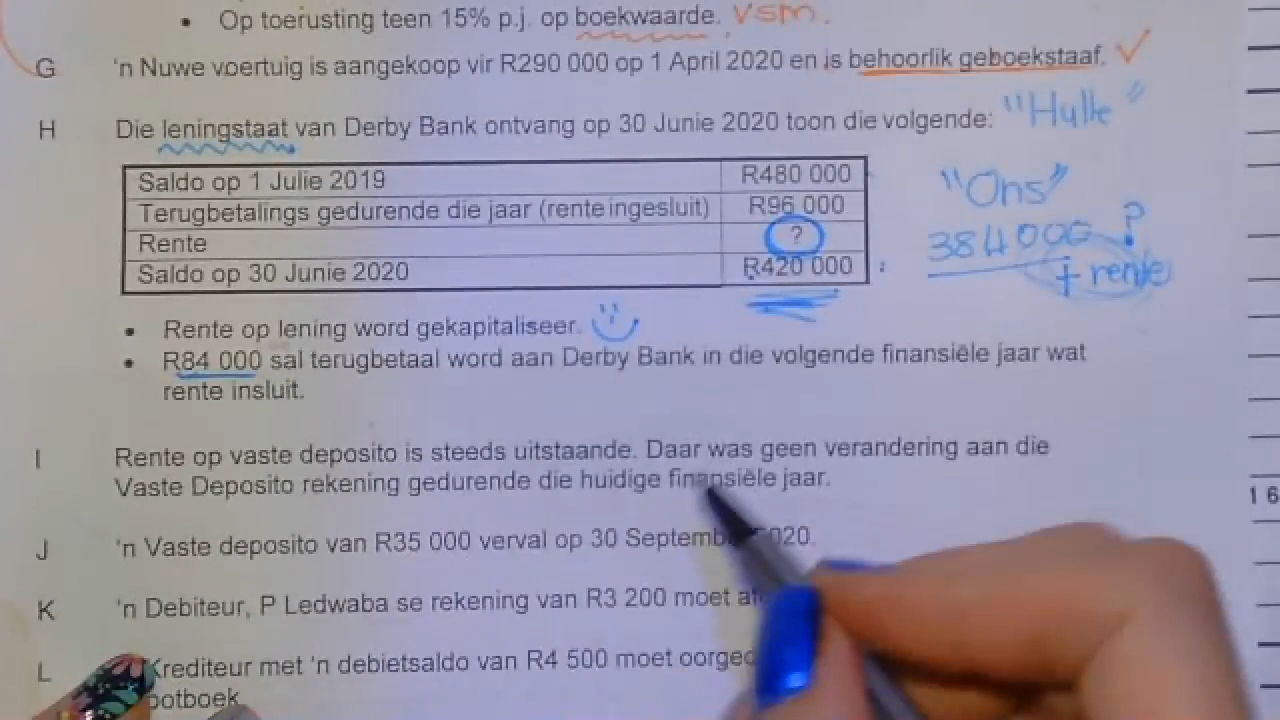 • Op toerusting teen 15% p.j. op boekwaarde. VSM.
G 'n Nuwe voertuig is aangekoop vir R290 000 op 1 April 2020 en is behoorlik geboekstaaf.
H Die leningstaat van Derby Bank ontvang op 30 Junie 2020 toon die volgende: "Hulle"
Saldo op 1 Julie 2019 R480 000
"Ons"
Terugbetalings gedurende die jaar (rente ingesluit) R96 000
Rente ?
384 000 ?
Saldo op 30 Junie 2020 R420 000
+ rente
• Rente op lening word gekapitaliseer.
• R84 000 sal terugbetaal word aan Derby Bank in die volgende finansiële jaar wat
rente insluit.
I Rente op vaste deposito is steeds uitstaande. Daar was geen verandering aan die
Vaste Deposito rekening gedurende die huidige finansiële jaar.
16
J 'n Vaste deposito van R35 000 verval op 30 Septemb 2020.
K 'n Debiteur, P Ledwaba se rekening van R3 200 moet
L Krediteur met 'n debietsaldo van R4 500 moet oorged
ootboek.